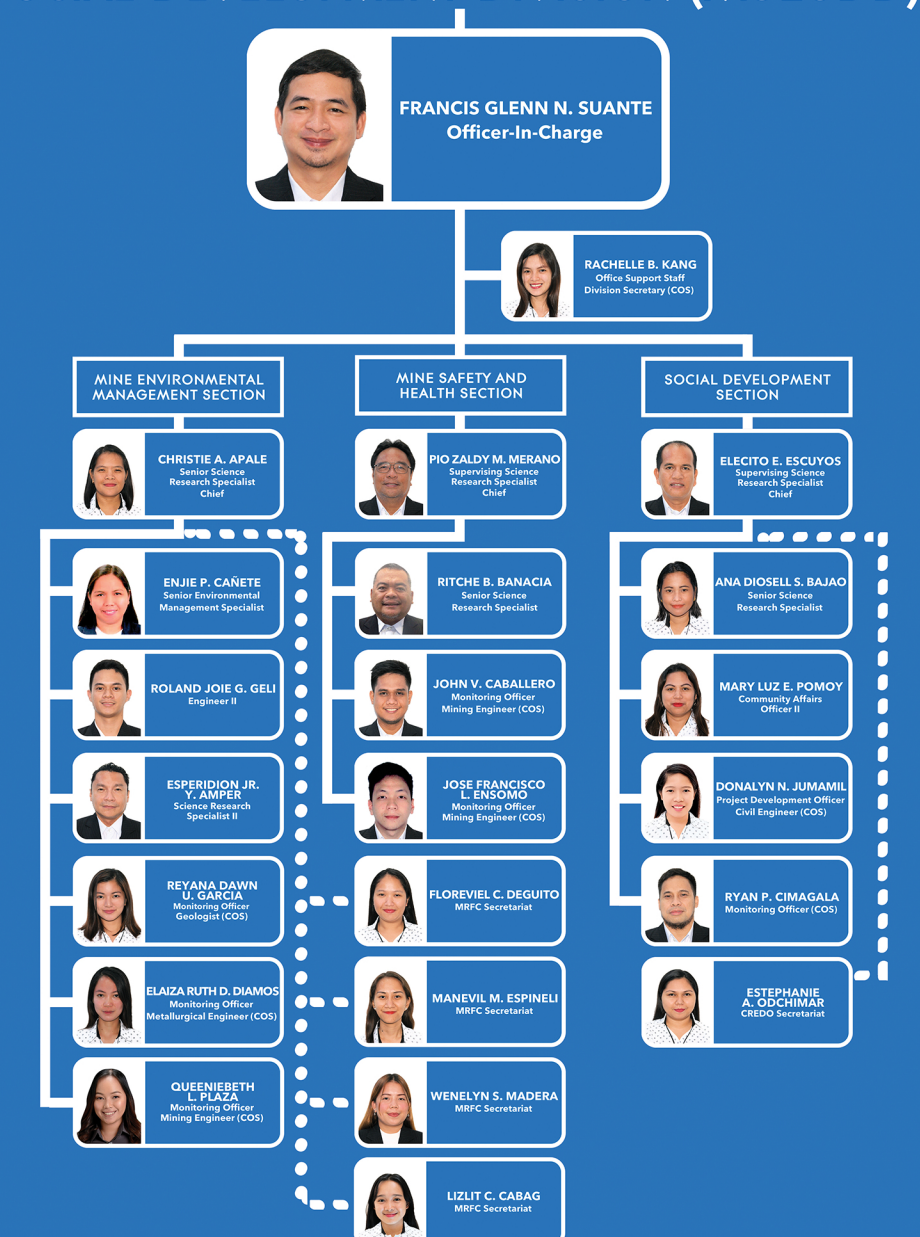 FRANCIS GLENN N. SUANTE
Officer-In-Charge
RACHELLE B. KANG
Office Support Staff
Division Secretary (COS)
MINE ENVIRONMENTAL
MANAGEMENT SECTION
CHRISTIE A. APALE
Senior Science
Research Specialist
Chief
ENJIE P. CAÑETE
Senior Environmental
Management Specialist
ROLAND JOIE G. GELI
Engineer II
ESPERIDION JR.
Y. AMPER
Science Research
Specialist II
REYANA DAWN
U. GARCIA
Monitoring Officer
Geologist (COS)
ELAIZA RUTH D. DIAMOS
Monitoring Officer
Metallurgical Engineer (COS)
QUEENIEBETH
L. PLAZA
Monitoring Officer
Mining Engineer (COS)
MINE SAFETY AND
HEALTH SECTION
PIO ZALDY M. MERANO
Supervising Science
Research Specialist
Chief
RITCHE B. BANACIA
Senior Science
Research Specialist
JOHN V. CABALLERO
Monitoring Officer
Mining Engineer (COS)
JOSE FRANCISCO
L. ENSOMO
Monitoring Officer
Mining Engineer (COS)
FLOREVIEL C. DEGUITO
MRFC Secretariat
MANEVIL M. ESPINELI
MRFC Secretariat
WENELYN S. MADERA
MRFC Secretariat
LIZLIT C. CABAG
MRFC Secretariat
SOCIAL DEVELOPMENT
SECTION
ELECITO E. ESCUYOS
Supervising Science
Research Specialist
Chief
ANA DIOSELL S. BAJAO
Senior Science
Research Specialist
MARY LUZ E. POMOY
Community Affairs
Officer II
DONALYN N. JUMAMIL
Project Development Officer
Civil Engineer (COS)
RYAN P. CIMAGALA
Monitoring Officer (COS)
ESTEPHANIE
A. ODCHIMAR
CREDO Secretariat